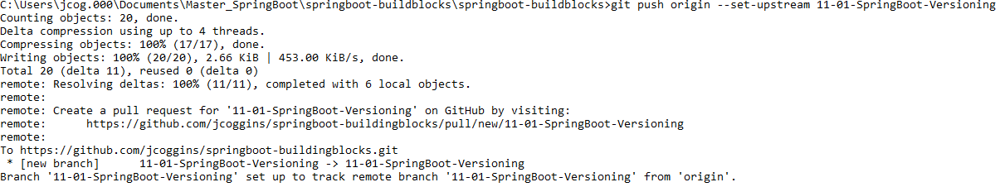 C:\Users\jcog.000\Documents\Master_SpringBoot\springboot-buildblocks\springboot-buildblocks>git push origin --set-upstream 11-01-SpringBoot-Versioning
Counting objects: 20, done.
Delta compression using up to 4 threads.
Compressing objects: 100% (17/17), done.
Writing objects: 100% (20/20), 2.66 KiB | 453.00 KiB/s, done.
Total 20 (delta 11), reused 0 (delta 0)
remote: Resolving deltas: 100% (11/11), completed with 6 local objects.
remote:
remote: Create a pull request for '11-01-SpringBoot-Versioning' on GitHub by visiting:
remote:      https://github.com/jcoggins/springboot-buildingblocks/pull/new/11-01-SpringBoot-Versioning
remote:
To https://github.com/jcoggins/springboot-buildingblocks.git
 * [new branch]      11-01-SpringBoot-Versioning -> 11-01-SpringBoot-Versioning
Branch '11-01-SpringBoot-Versioning' set up to track remote branch '11-01-SpringBoot-Versioning' from 'origin'.